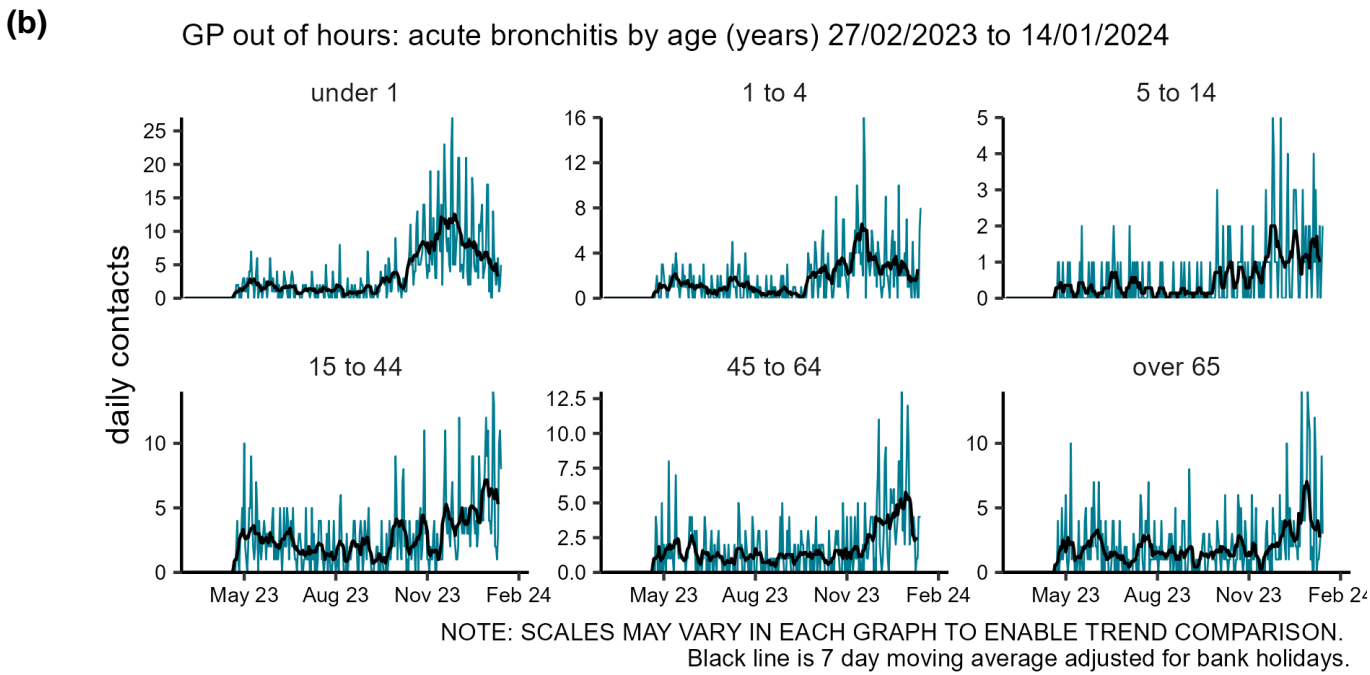 (b)
GP out of hours: acute bronchitis by age (years) 27/02/2023 to 14/01/2024
daily contacts
under 1
25
20
15
10
5
0
1 to 4
16
12
8
4
0
5 to 14
5
4
3
2
1
0
15 to 44
10
5
0
May 23 Aug 23 Nov 23 Feb 24
45 to 64
12.5
10.0
7.5
5.0
2.5
0.0
May 23 Aug 23 Nov 23 Feb 24
over 65
10
5
0
May 23 Aug 23 Nov 23 Feb 24
NOTE: SCALES MAY VARY IN EACH GRAPH TO ENABLE TREND COMPARISON.
Black line is 7 day moving average adjusted for bank holidays.